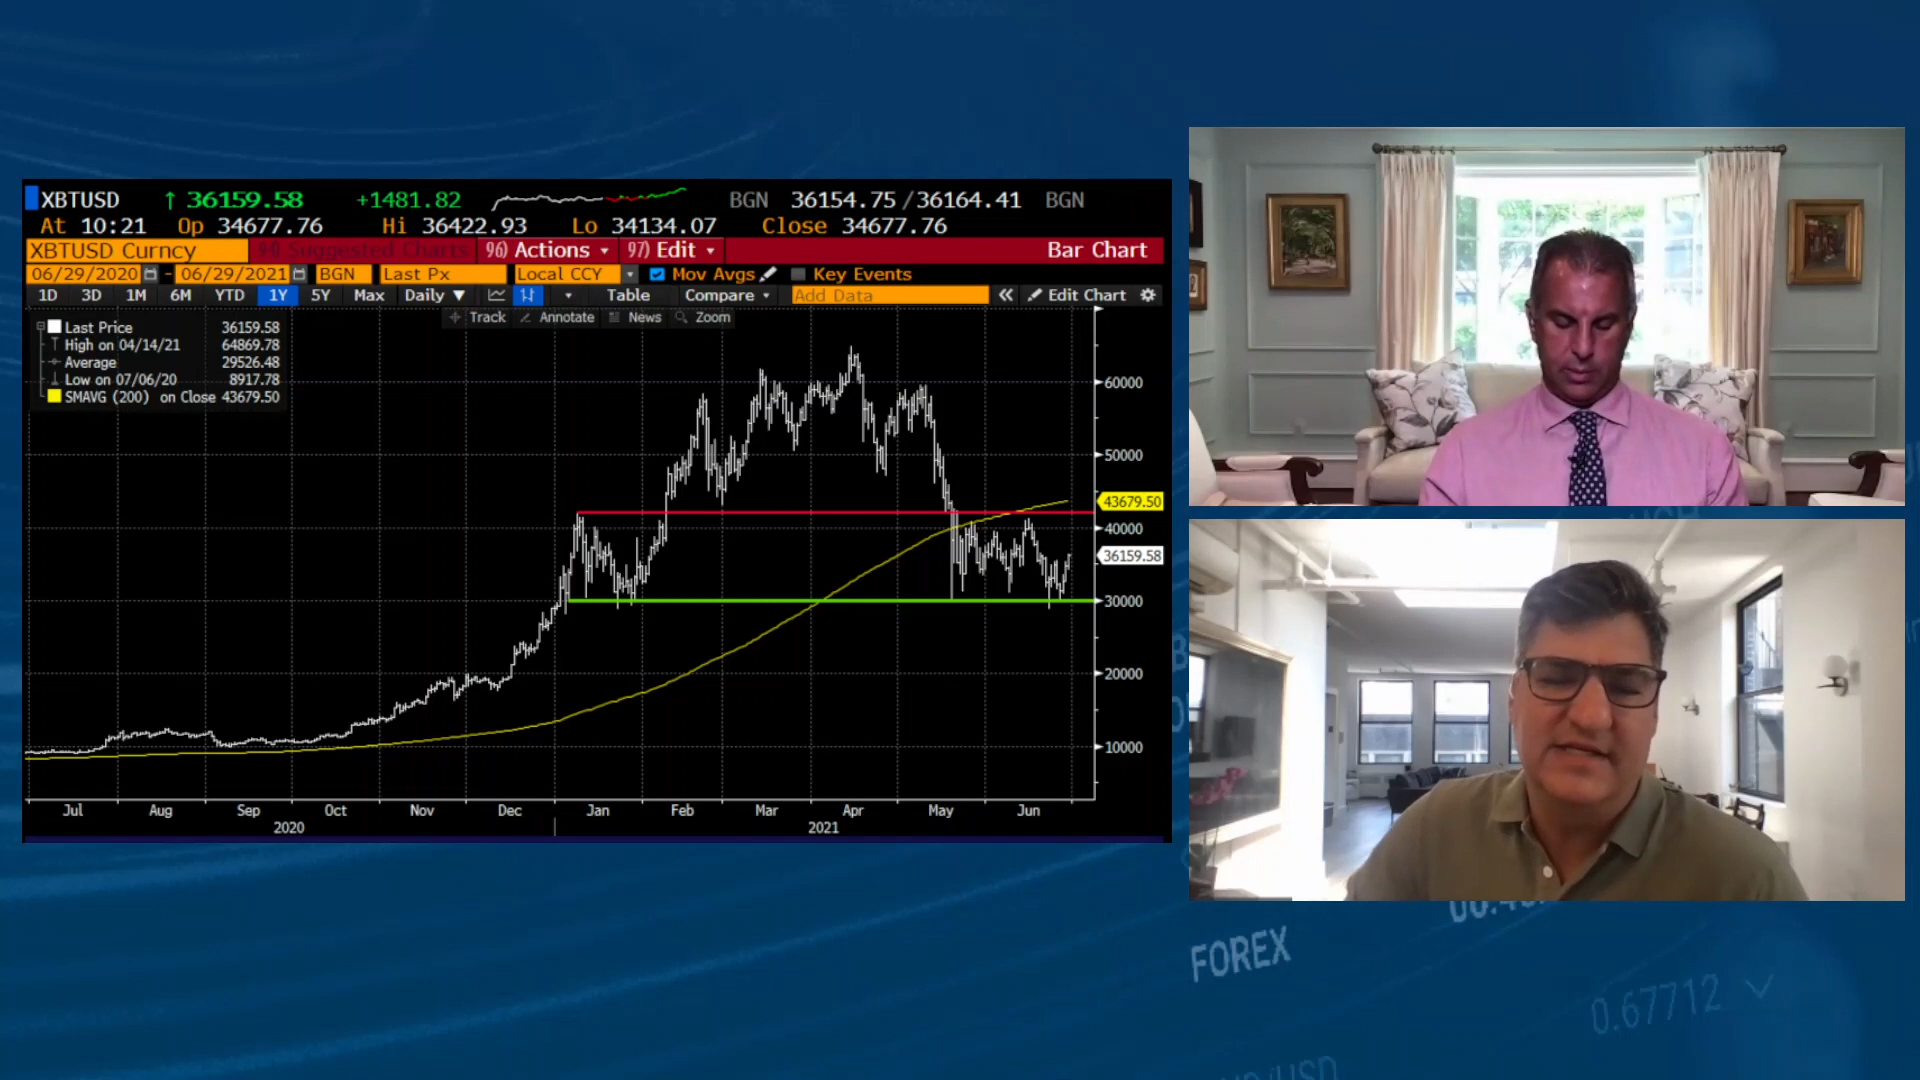 XBTUSD ↑ 36159.58 +1481.82 BGN 36154.75/36164.41 BGN
At 10:21 Op 34677.76 Hi 36422.93 Lo 34134.07 Close 34677.76
XBTUSD Curncy 94) Suggested Charts 96) Actions 97) Edit Bar Chart
06/29/2020 - 06/29/2021 BGN Last Px Local CCY Mov Avgs Key Events
1D 3D 1M 6M YTD 1Y 5Y Max Daily ▼ Table Compare Add Data « Edit Chart
Track Annotate News Zoom
Last Price 36159.58
High on 04/14/21 64869.78
Average 29526.48
Low on 07/06/20 8917.78
SMAVG (200) on Close 43679.50
60000
50000
43679.50
40000
36159.58
30000
20000
10000
Jul Aug Sep Oct Nov Dec Jan Feb Mar Apr May Jun
2020 2021
FOREX
0.67712